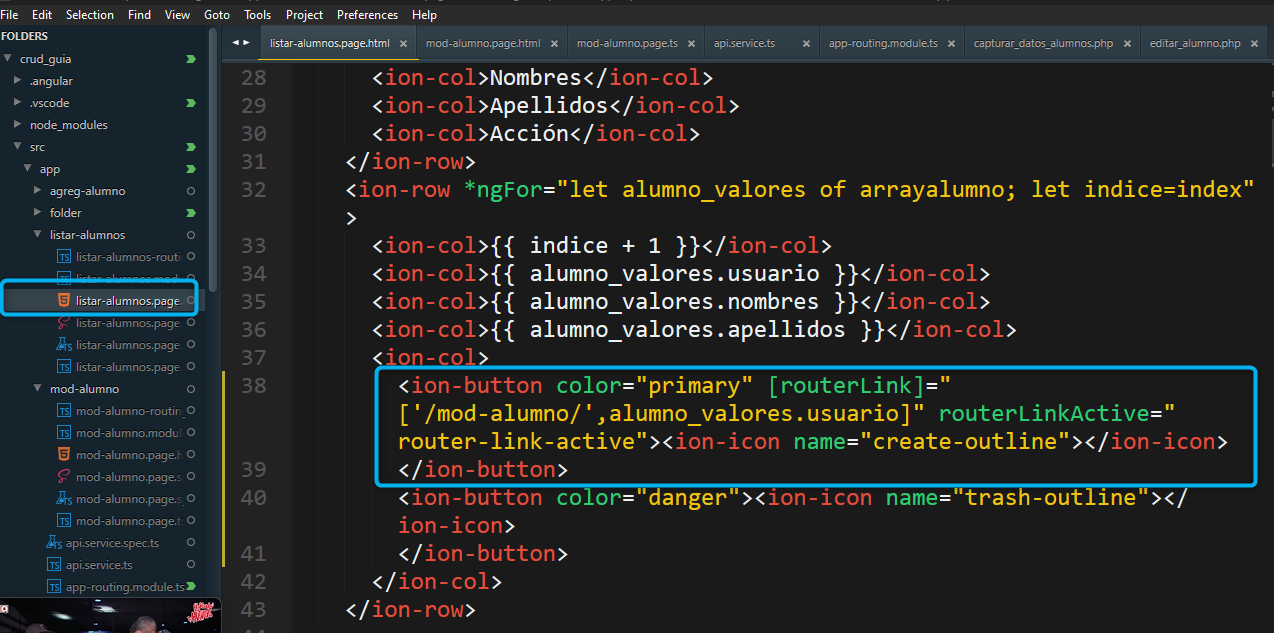 File Edit Selection Find View Goto Tools Project Preferences Help
FOLDERS
crud_guia
.angular
.vscode
node_modules
src
app
agreg-alumno
folder
listar-alumnos
listar-alumnos-routi
listar-alumnos.mod
listar-alumnos.page.
listar-alumnos.page
listar-alumnos.page
listar-alumnos.page
mod-alumno
mod-alumno-routin
mod-alumno.modul
mod-alumno.page.h
mod-alumno.page.s
mod-alumno.page.s
mod-alumno.page.t
api.service.spec.ts
api.service.ts
app-routing.module.ts
listar-alumnos.page.html × mod-alumno.page.html × mod-alumno.page.ts × api.service.ts × app-routing.module.ts × capturar_datos_alumnos.php × editar_alumno.php ×
28 <ion-col>Nombres</ion-col>
29 <ion-col>Apellidos</ion-col>
30 <ion-col>Acción</ion-col>
31 </ion-row>
32 <ion-row *ngFor="let alumno_valores of arrayalumno; let indice=index"
>
33 <ion-col>{{ indice + 1 }}</ion-col>
34 <ion-col>{{ alumno_valores.usuario }}</ion-col>
35 <ion-col>{{ alumno_valores.nombres }}</ion-col>
36 <ion-col>{{ alumno_valores.apellidos }}</ion-col>
37 <ion-col>
38 <ion-button color="primary" [routerLink]="
['/mod-alumno/',alumno_valores.usuario]" routerLinkActive="
router-link-active"><ion-icon name="create-outline"></ion-icon>
39 </ion-button>
40 <ion-button color="danger"><ion-icon name="trash-outline"></
ion-icon>
41 </ion-button>
42 </ion-col>
43 </ion-row>